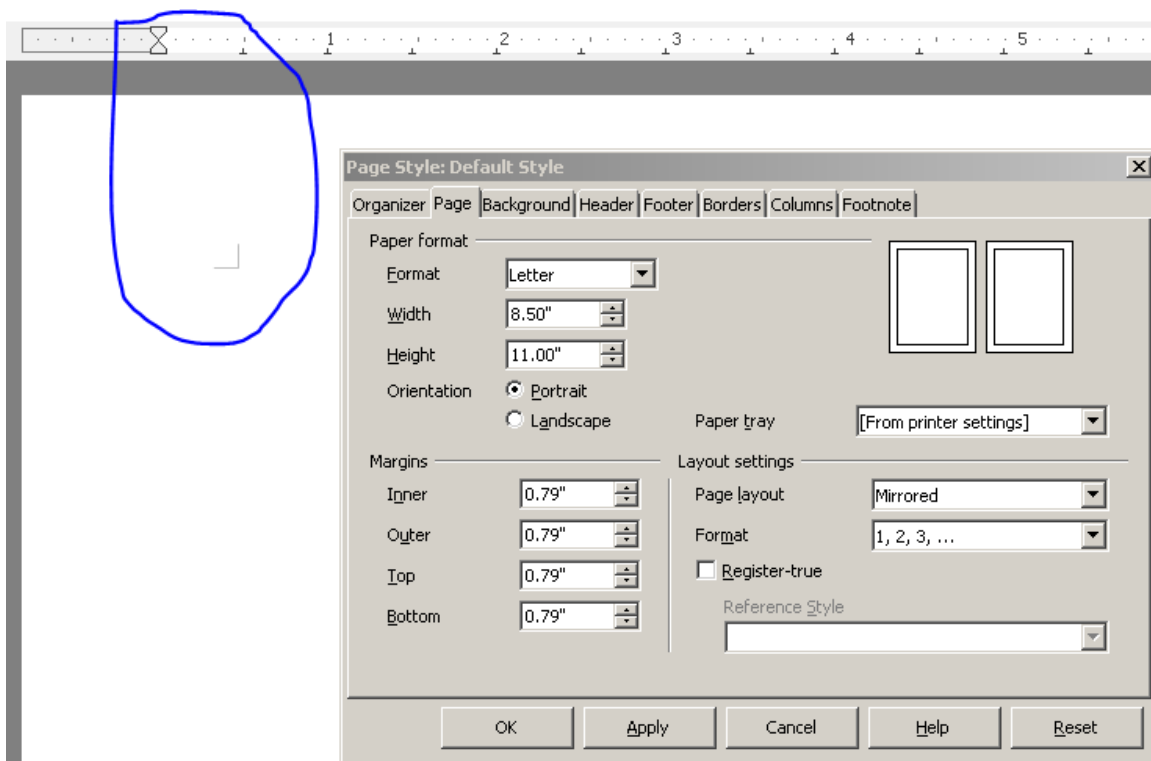 1 2 3 4 5
Page Style: Default Style
Organizer Page Background Header Footer Borders Columns Footnote
Paper format
Format Letter
Width 8.50"
Height 11.00"
Orientation Portrait
Landscape Paper tray [From printer settings]
Margins Layout settings
Inner 0.79" Page layout Mirrored
Outer 0.79" Format 1, 2, 3, ...
Top 0.79" Register-true
Reference Style
Bottom 0.79"
OK Apply Cancel Help Reset